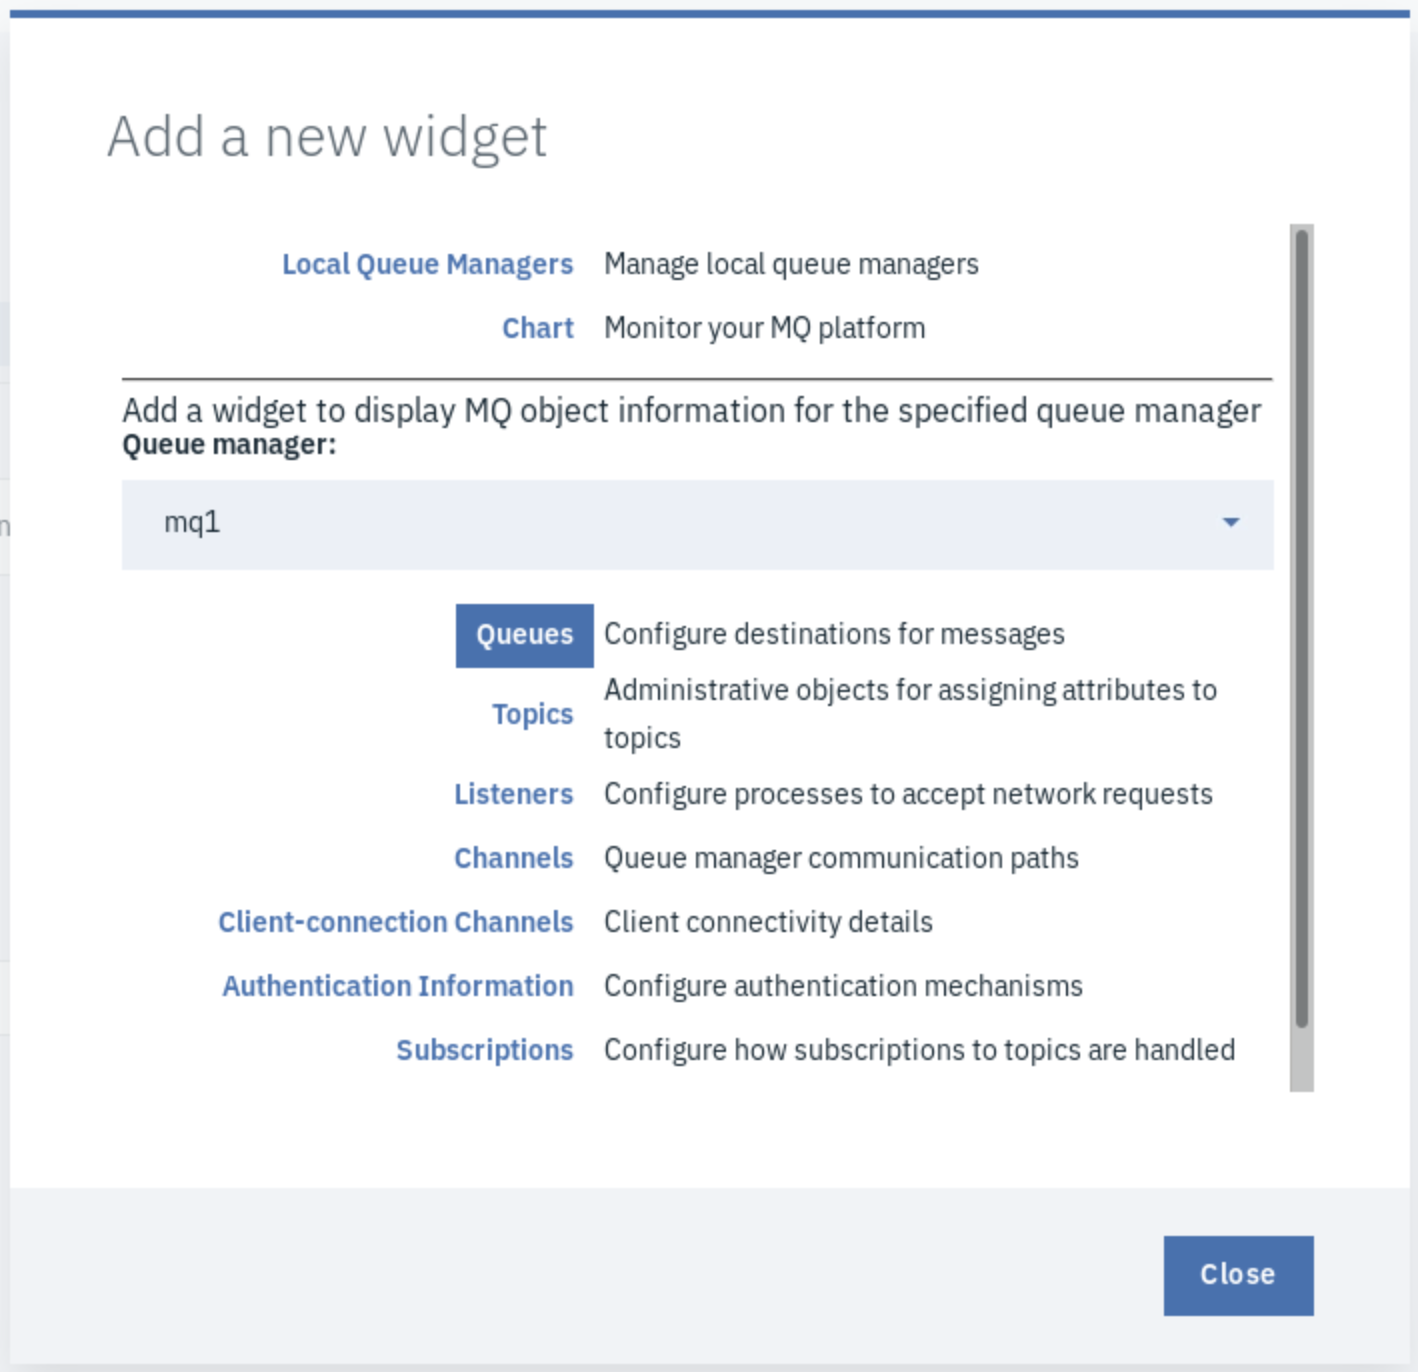 Add a new widget
Local Queue Managers Manage local queue managers
Chart Monitor your MQ platform
Add a widget to display MQ object information for the specified queue manager
Queue manager:
mq1
Queues Configure destinations for messages
Topics Administrative objects for assigning attributes to
topics
Listeners Configure processes to accept network requests
Channels Queue manager communication paths
Client-connection Channels Client connectivity details
Authentication Information Configure authentication mechanisms
Subscriptions Configure how subscriptions to topics are handled
Close